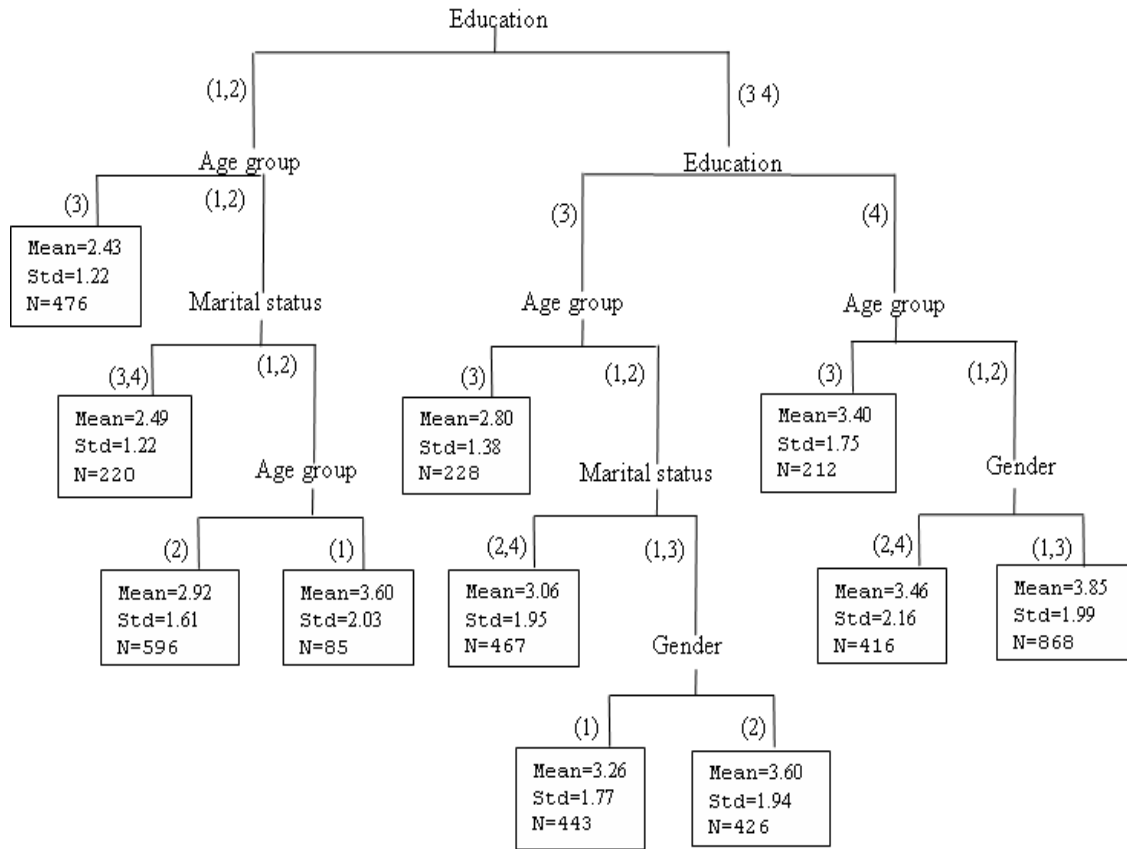 Education
(1,2)
(3 4)
Age group
Education
(3)
(1,2)
(3)
(4)
Mean=2.43
Std=1.22
N=476
Marital status
Age group
Age group
(3,4)
(1,2)
(3)
(1,2)
(3)
(1,2)
Mean=2.49
Std=1.22
N=220
Mean=2.80
Std=1.38
N=228
Mean=3.40
Std=1.75
N=212
Age group
Marital status
Gender
(2)
(1)
(2,4)
(1,3)
(2,4)
(1,3)
Mean=2.92
Std=1.61
N=596
Mean=3.60
Std=2.03
N=85
Mean=3.06
Std=1.95
N=467
Mean=3.46
Std=2.16
N=416
Mean=3.85
Std=1.99
N=868
Gender
(1)
(2)
Mean=3.26
Std=1.77
N=443
Mean=3.60
Std=1.94
N=426